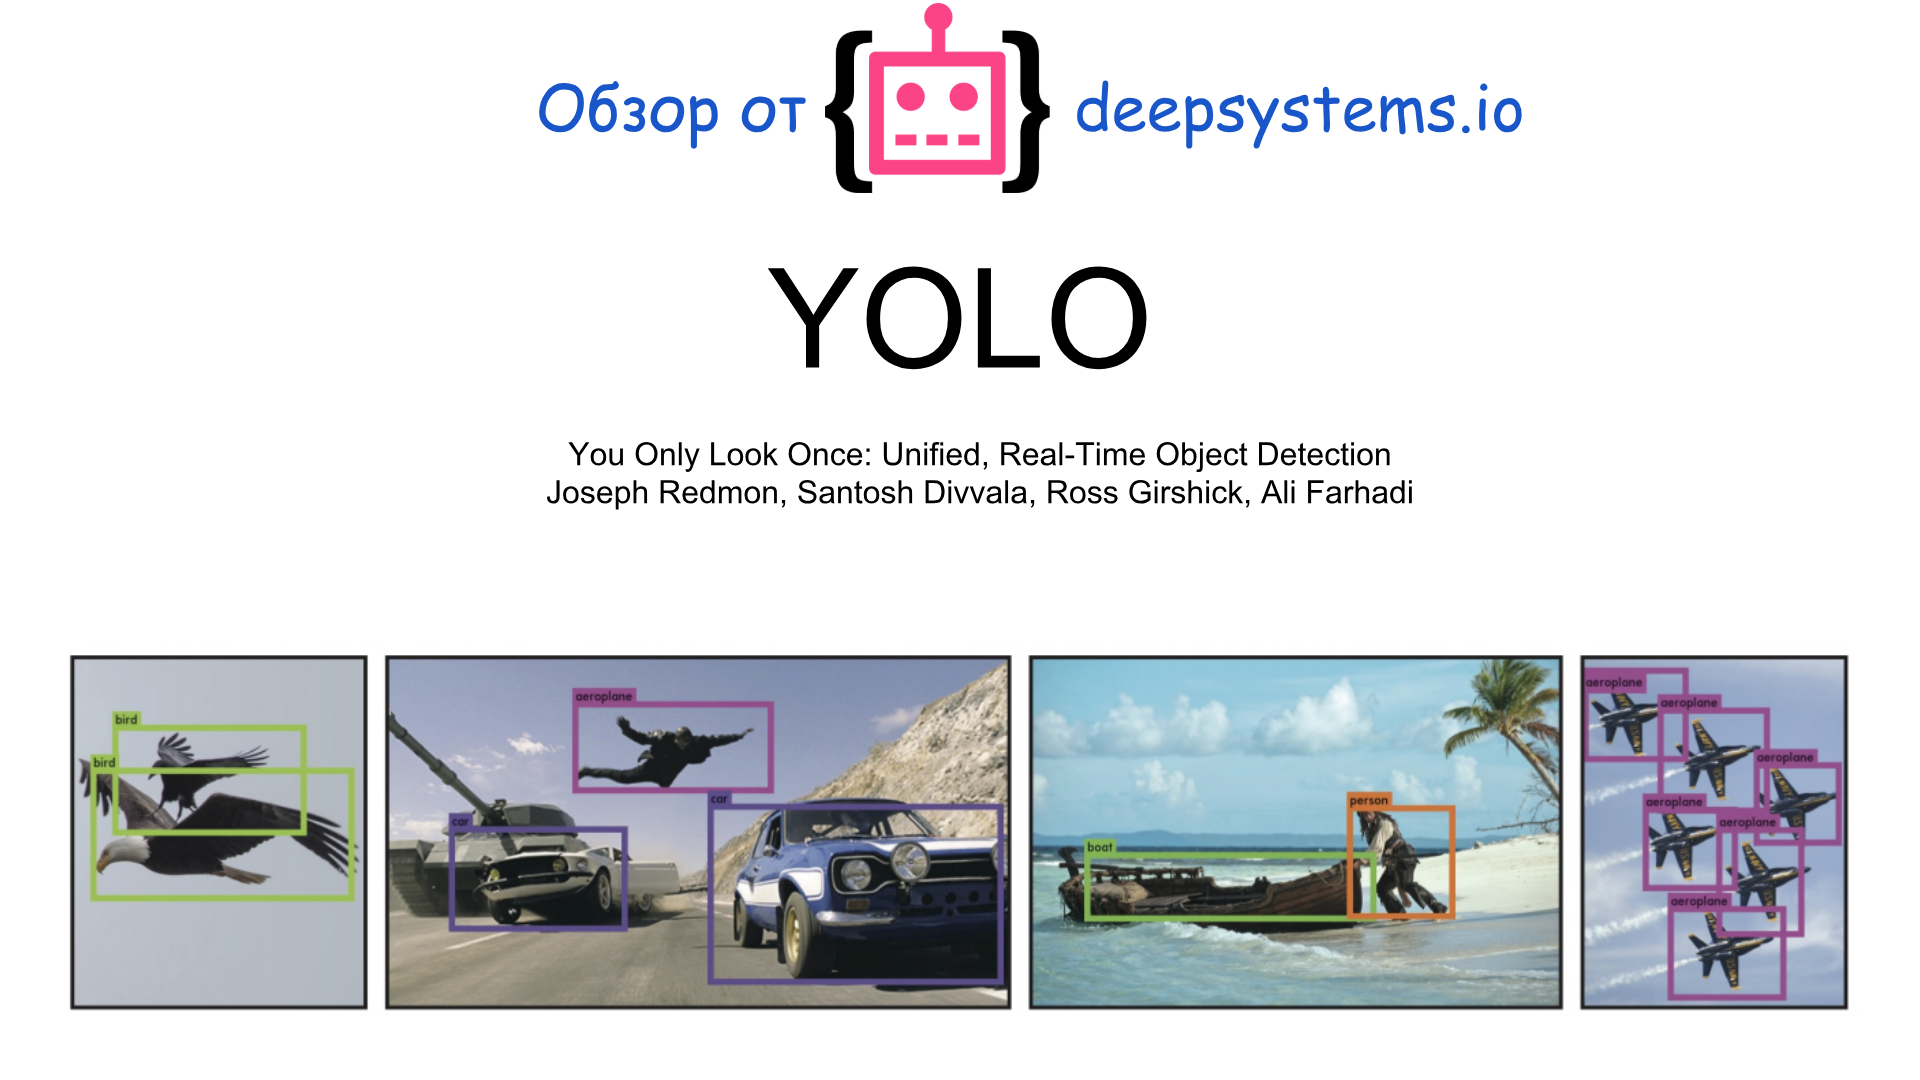 Обзор от { } deepsystems.io
YOLO
You Only Look Once: Unified, Real-Time Object Detection
Joseph Redmon, Santosh Divvala, Ross Girshick, Ali Farhadi
bird
bird
aeroplane
car
car
boat
person
aeroplane
aeroplane
aeroplane
aeroplane
aeroplane
aeroplane